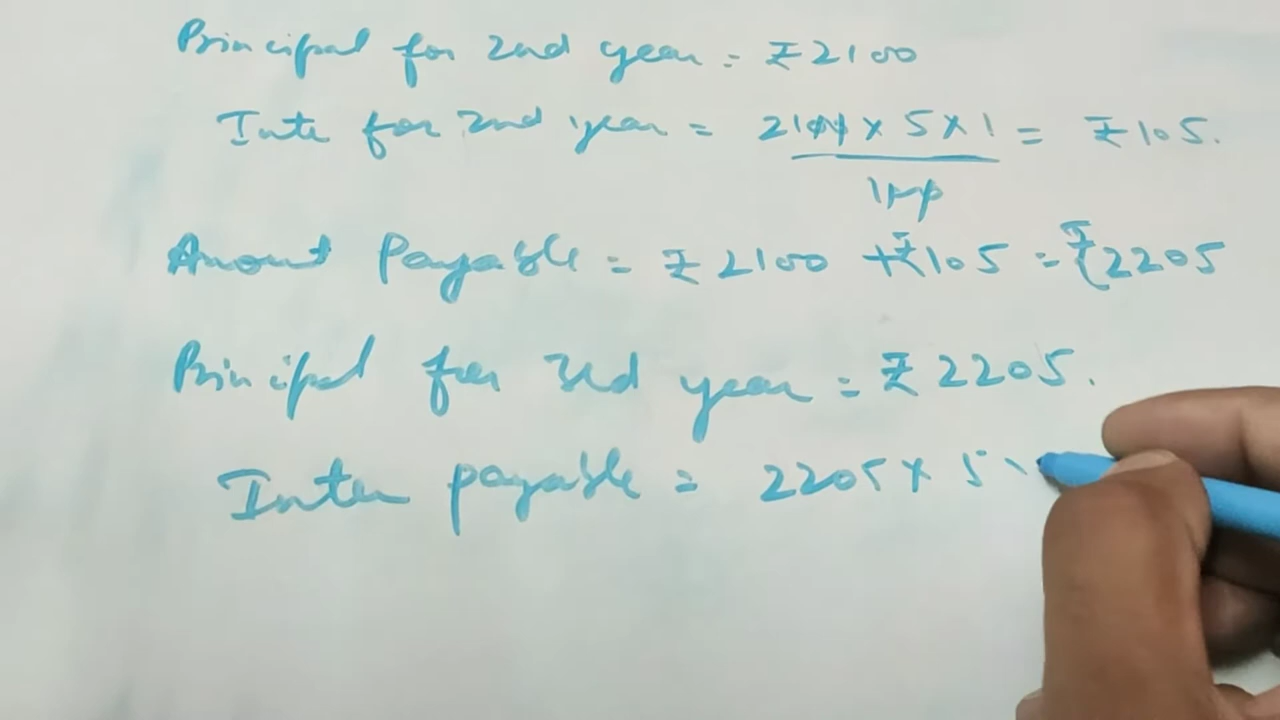 Principal for 2nd year = ₹2100
Inte for 2nd year = 2100 x 5 x 1 = ₹105.
100
Amount Payable = ₹2100 + ₹105 = ₹2205
Principal for 3rd year = ₹2205.
Inter payable = 2205 x 5